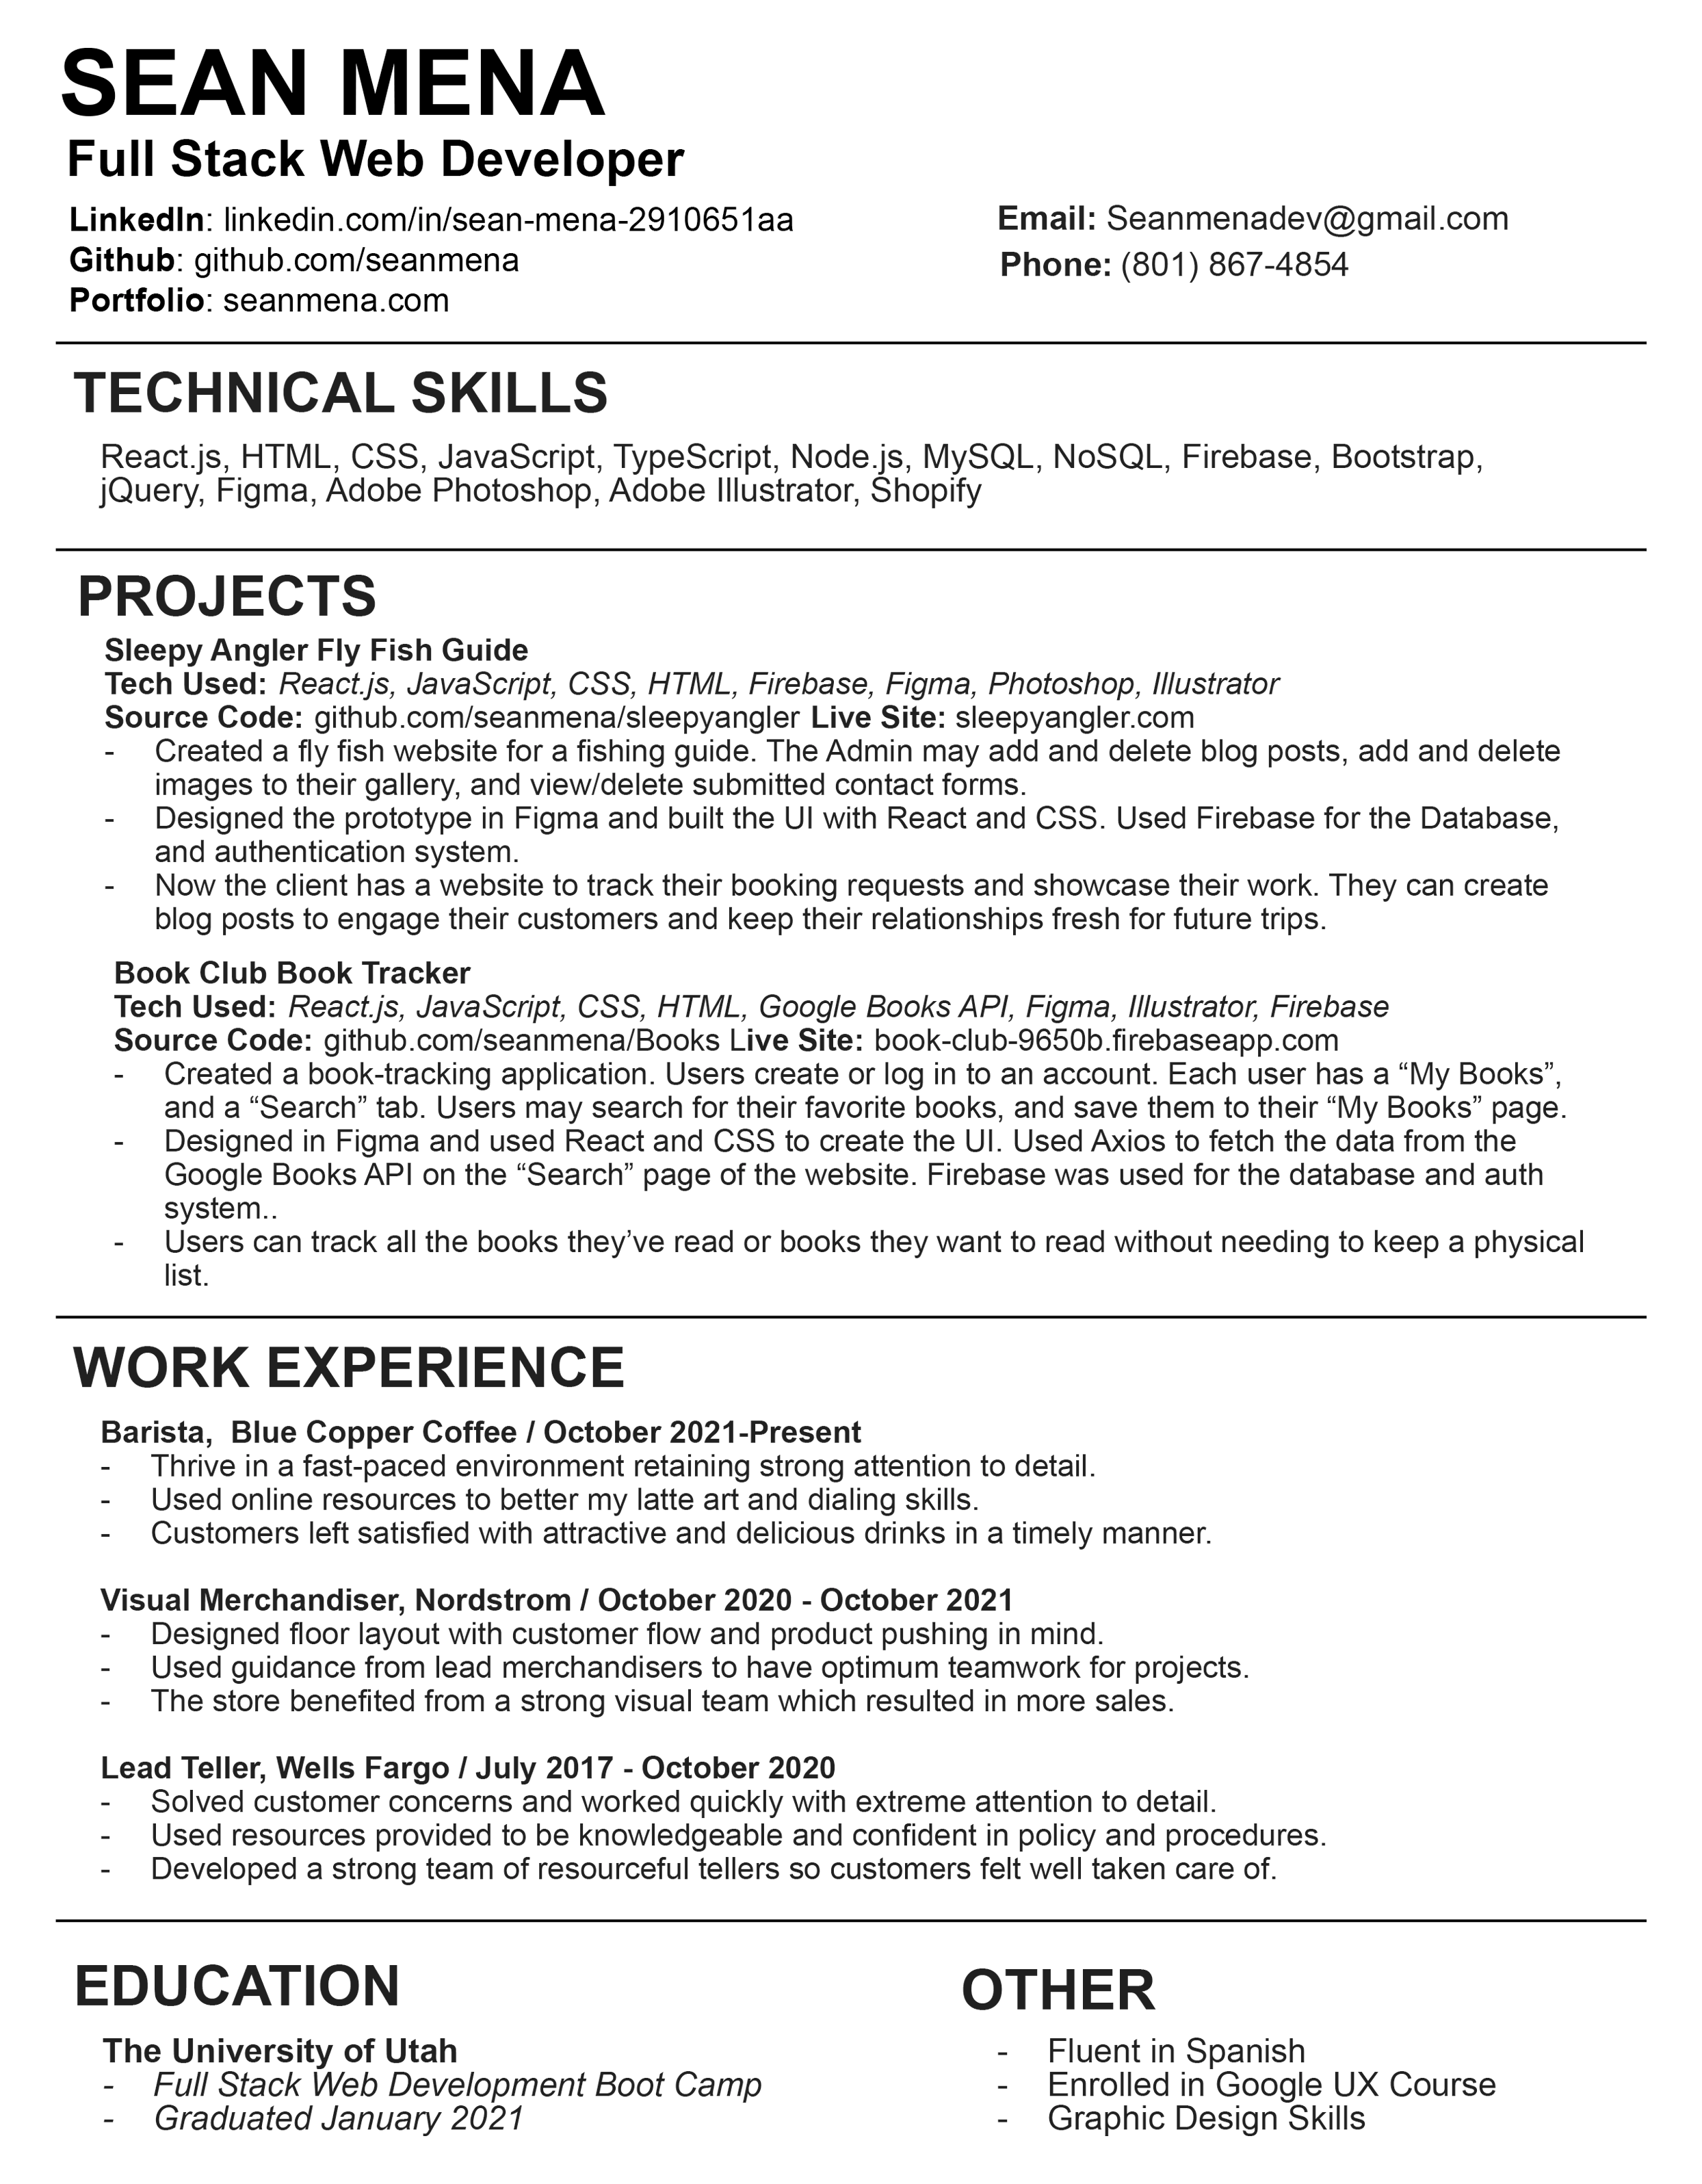 SEAN MENA
Full Stack Web Developer
LinkedIn: linkedin.com/in/sean-mena-2910651aa
Github: github.com/seanmena
Portfolio: seanmena.com
Email: Seanmenadev@gmail.com
Phone: (801) 867-4854
TECHNICAL SKILLS
React.js, HTML, CSS, JavaScript, TypeScript, Node.js, MySQL, NoSQL, Firebase, Bootstrap,
jQuery, Figma, Adobe Photoshop, Adobe Illustrator, Shopify
PROJECTS
Sleepy Angler Fly Fish Guide
Tech Used: React.js, JavaScript, CSS, HTML, Firebase, Figma, Photoshop, Illustrator
Source Code: github.com/seanmena/sleepyangler Live Site: sleepyangler.com
- Created a fly fish website for a fishing guide. The Admin may add and delete blog posts, add and delete
images to their gallery, and view/delete submitted contact forms.
- Designed the prototype in Figma and built the UI with React and CSS. Used Firebase for the Database,
and authentication system.
- Now the client has a website to track their booking requests and showcase their work. They can create
blog posts to engage their customers and keep their relationships fresh for future trips.
Book Club Book Tracker
Tech Used: React.js, JavaScript, CSS, HTML, Google Books API, Figma, Illustrator, Firebase
Source Code: github.com/seanmena/Books Live Site: book-club-9650b.firebaseapp.com
- Created a book-tracking application. Users create or log in to an account. Each user has a “My Books”,
and a “Search” tab. Users may search for their favorite books, and save them to their “My Books” page.
- Designed in Figma and used React and CSS to create the UI. Used Axios to fetch the data from the
Google Books API on the “Search” page of the website. Firebase was used for the database and auth
system..
- Users can track all the books they’ve read or books they want to read without needing to keep a physical
list.
WORK EXPERIENCE
Barista,  Blue Copper Coffee / October 2021-Present
- Thrive in a fast-paced environment retaining strong attention to detail.
- Used online resources to better my latte art and dialing skills.
- Customers left satisfied with attractive and delicious drinks in a timely manner.
Visual Merchandiser, Nordstrom / October 2020 - October 2021
- Designed floor layout with customer flow and product pushing in mind.
- Used guidance from lead merchandisers to have optimum teamwork for projects.
- The store benefited from a strong visual team which resulted in more sales.
Lead Teller, Wells Fargo / July 2017 - October 2020
- Solved customer concerns and worked quickly with extreme attention to detail.
- Used resources provided to be knowledgeable and confident in policy and procedures.
- Developed a strong team of resourceful tellers so customers felt well taken care of.
EDUCATION
The University of Utah
- Full Stack Web Development Boot Camp
- Graduated January 2021
OTHER
- Fluent in Spanish
- Enrolled in Google UX Course
- Graphic Design Skills